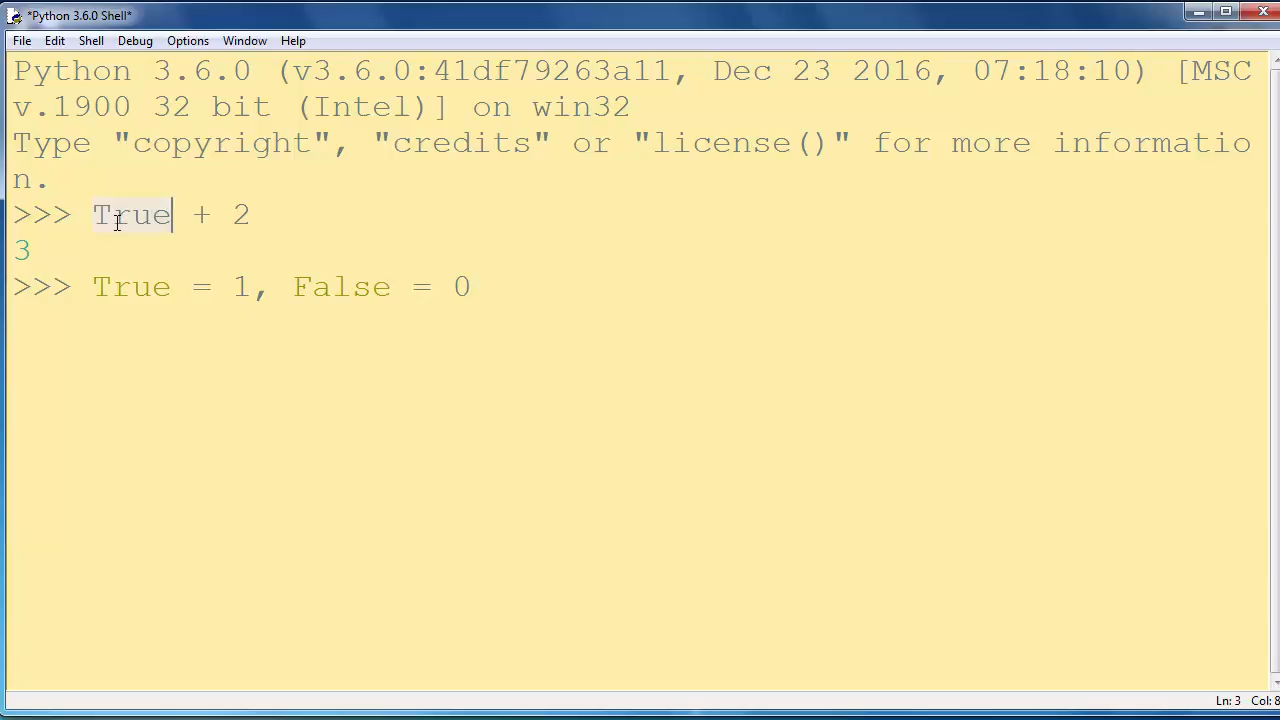 *Python 3.6.0 Shell*
File Edit Shell Debug Options Window Help
Python 3.6.0 (v3.6.0:41df79263a11, Dec 23 2016, 07:18:10) [MSC
v.1900 32 bit (Intel)] on win32
Type "copyright", "credits" or "license()" for more informatio
n.
>>> True + 2
3
>>> True = 1, False = 0
Ln: 3 Col: 8